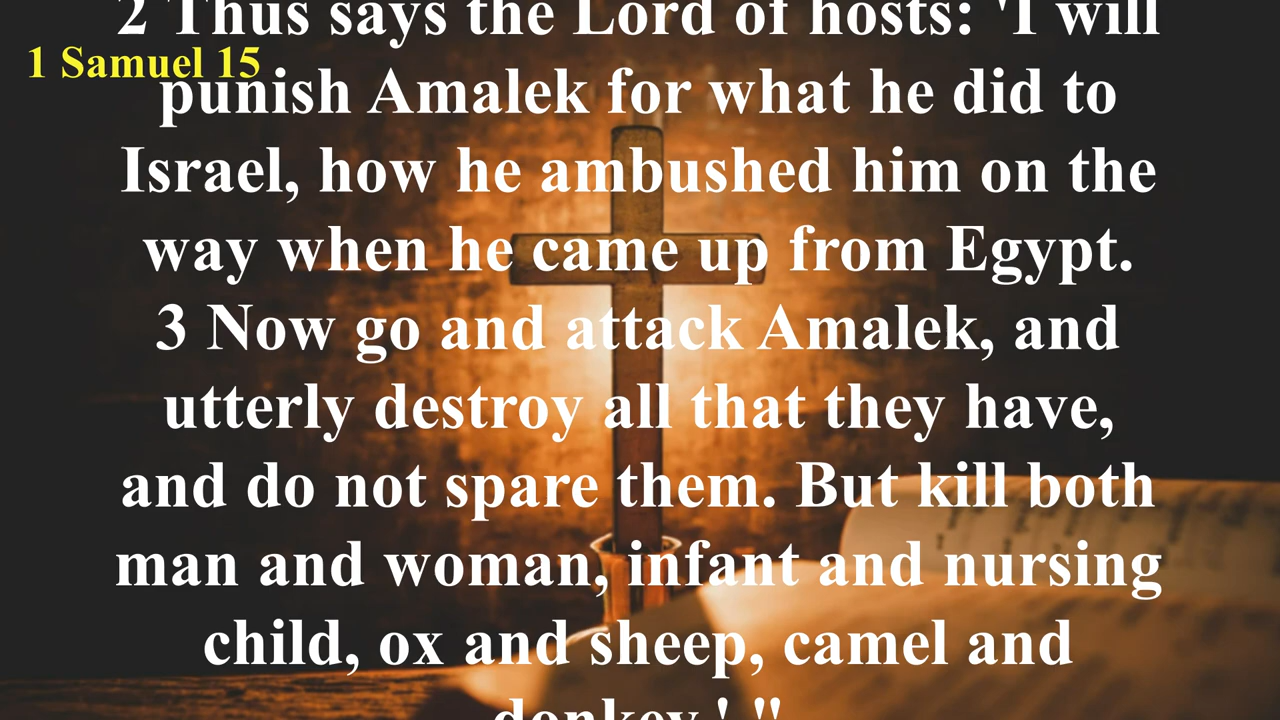 2 Thus says the Lord of hosts: 'I will
1 Samuel 15
punish Amalek for what he did to
Israel, how he ambushed him on the
way when he came up from Egypt.
3 Now go and attack Amalek, and
utterly destroy all that they have,
and do not spare them. But kill both
man and woman, infant and nursing
child, ox and sheep, camel and
donkey.' "